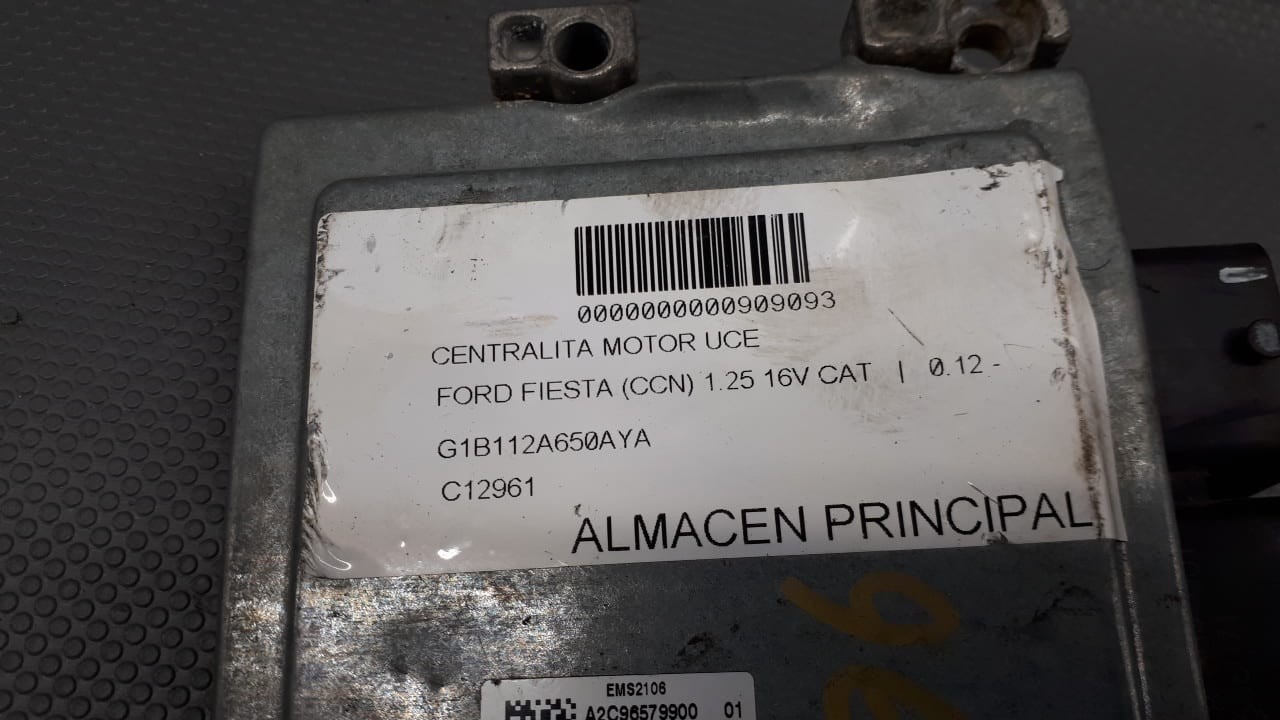 0000000000909093
CENTRALITA MOTOR UCE
FORD FIESTA (CCN) 1.25 16V CAT | 0.12 -
G1B112A650AYA
C12961
ALMACEN PRINCIPAL
EMS2106
A2C96579900 01